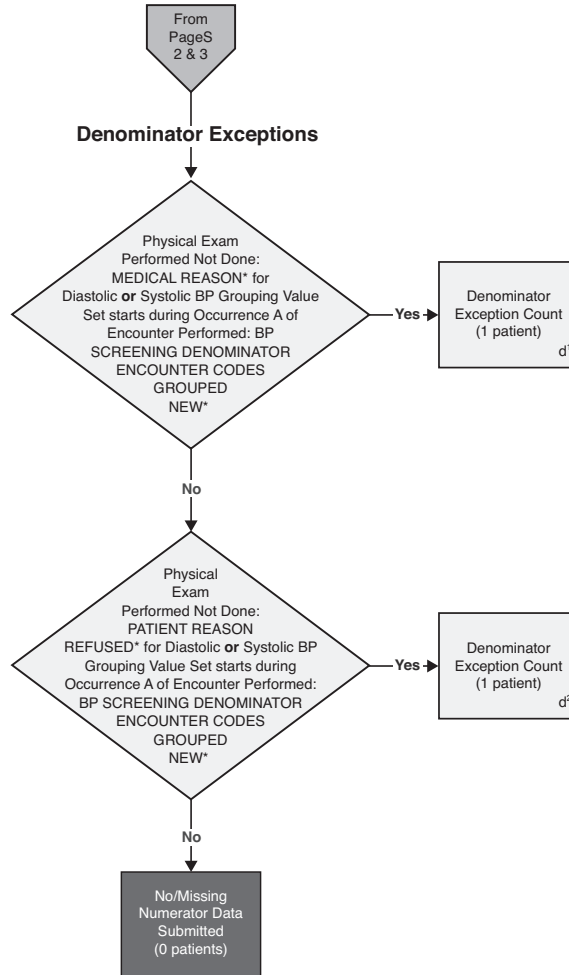 From
PageS
2 & 3
Denominator Exceptions
Physical Exam
Performed Not Done:
MEDICAL REASON* for
Diastolic or Systolic BP Grouping Value
Set starts during Occurrence A of
Encounter Performed: BP
SCREENING DENOMINATOR
ENCOUNTER CODES
GROUPED
NEW*
Yes
Denominator
Exception Count
(1 patient)
d¹
No
Physical
Exam
Performed Not Done:
PATIENT REASON
REFUSED* for Diastolic or Systolic BP
Grouping Value Set starts during
Occurrence A of Encounter Performed:
BP SCREENING DENOMINATOR
ENCOUNTER CODES
GROUPED
NEW*
Yes
Denominator
Exception Count
(1 patient)
d²
No
No/Missing
Numerator Data
Submitted
(0 patients)